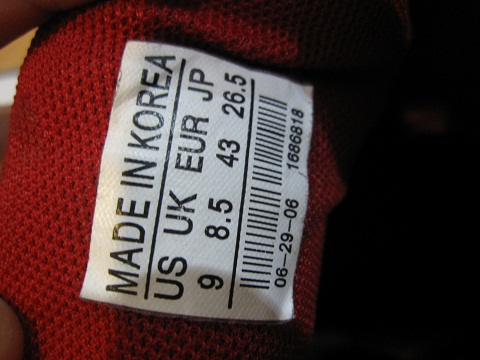 MADE IN KOREA
US UK EUR JP
9 8.5 43 26.5
06-29-06 1686818